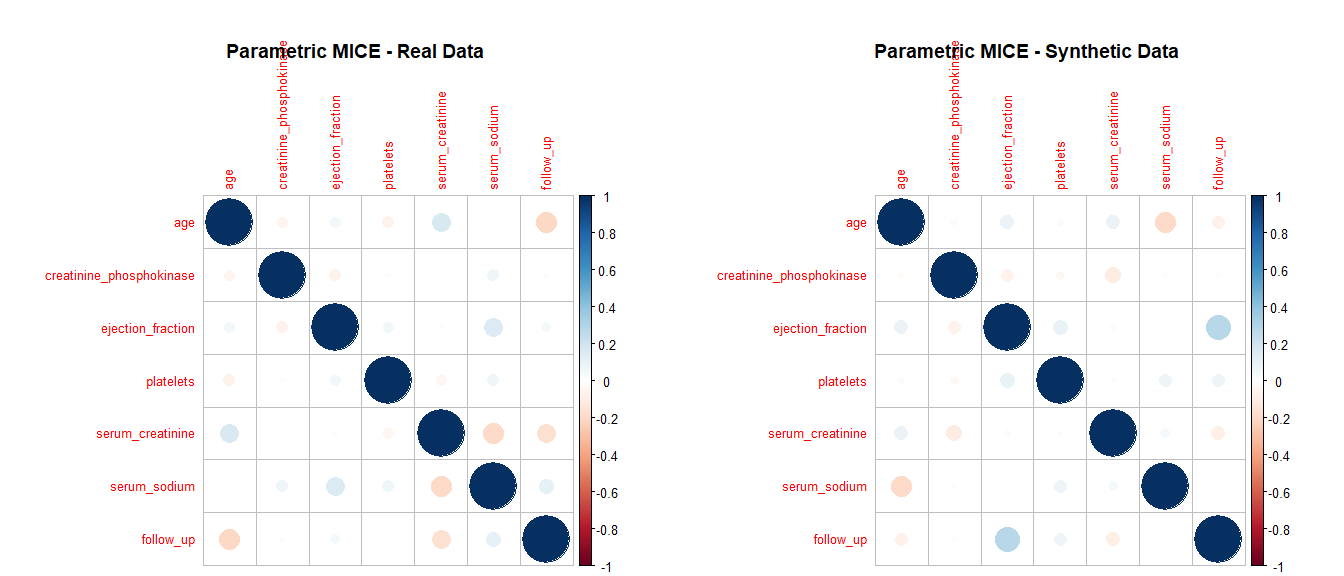 Parametric MICE - Real Data
age
creatinine_phosphokinase
ejection_fraction
platelets
serum_creatinine
serum_sodium
follow_up
age
creatinine_phosphokinase
ejection_fraction
platelets
serum_creatinine
serum_sodium
follow_up
1
0.8
0.6
0.4
0.2
0
-0.2
-0.4
-0.6
-0.8
-1
Parametric MICE - Synthetic Data
age
creatinine_phosphokinase
ejection_fraction
platelets
serum_creatinine
serum_sodium
follow_up
age
creatinine_phosphokinase
ejection_fraction
platelets
serum_creatinine
serum_sodium
follow_up
1
0.8
0.6
0.4
0.2
0
-0.2
-0.4
-0.6
-0.8
-1